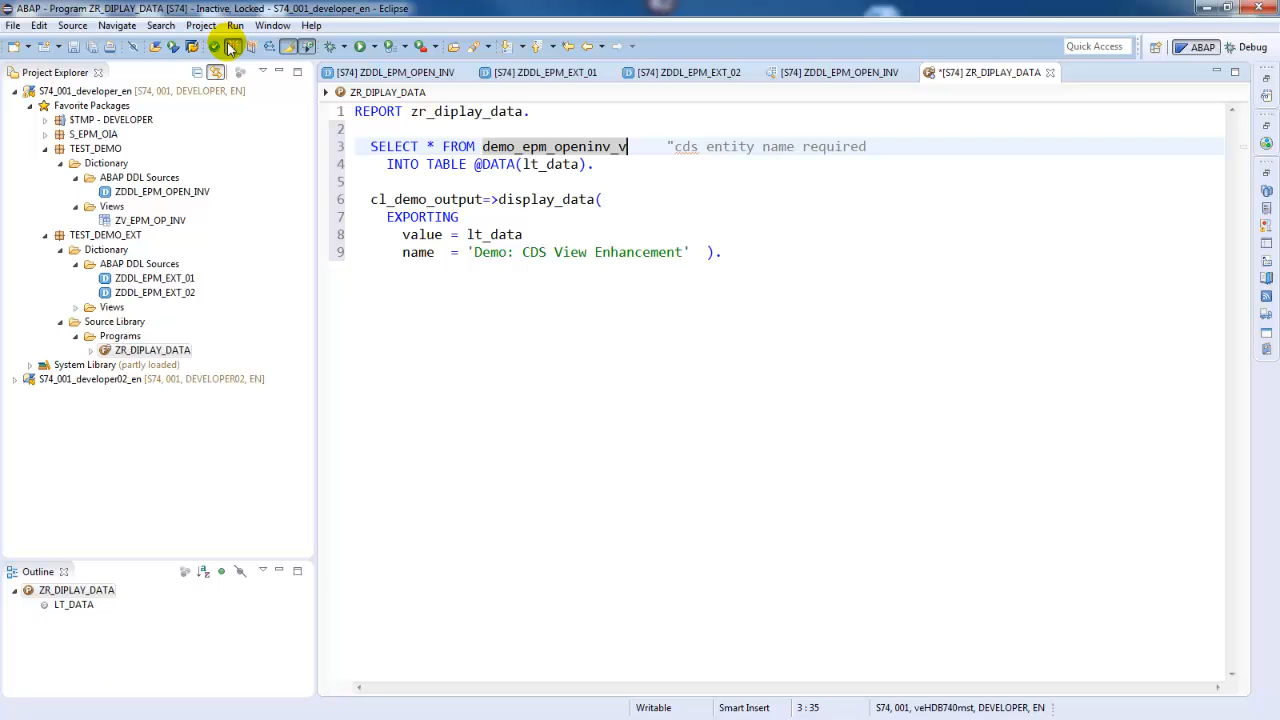 ABAP - Program ZR_DIPLAY_DATA [S74] - Inactive, Locked - S74_001_developer_en - Eclipse
File Edit Source Navigate Search Project Run Window Help
Quick Access
ABAP
Debug
Project Explorer
[S74] ZDDL_EPM_OPEN_INV
[S74] ZDDL_EPM_EXT_01
[S74] ZDDL_EPM_EXT_02
[S74] ZDDL_EPM_OPEN_INV
*[S74] ZR_DIPLAY_DATA
S74_001_developer_en [S74, 001, DEVELOPER, EN]
Favorite Packages
$TMP - DEVELOPER
S_EPM_OIA
TEST_DEMO
Dictionary
ABAP DDL Sources
ZDDL_EPM_OPEN_INV
Views
ZV_EPM_OP_INV
TEST_DEMO_EXT
Dictionary
ABAP DDL Sources
ZDDL_EPM_EXT_01
ZDDL_EPM_EXT_02
Views
Source Library
Programs
ZR_DIPLAY_DATA
System Library (partly loaded)
S74_001_developer02_en [S74, 001, DEVELOPER02, EN]
ZR_DIPLAY_DATA
1 REPORT zr_diplay_data.
2
3 SELECT * FROM demo_epm_openinv_v "cds entity name required
4 INTO TABLE @DATA(lt_data).
5
6 cl_demo_output=>display_data(
7 EXPORTING
8 value = lt_data
9 name = 'Demo: CDS View Enhancement' ).
Outline
ZR_DIPLAY_DATA
LT_DATA
Writable
Smart Insert
3 : 35
S74, 001, veHDB740mst, DEVELOPER, EN